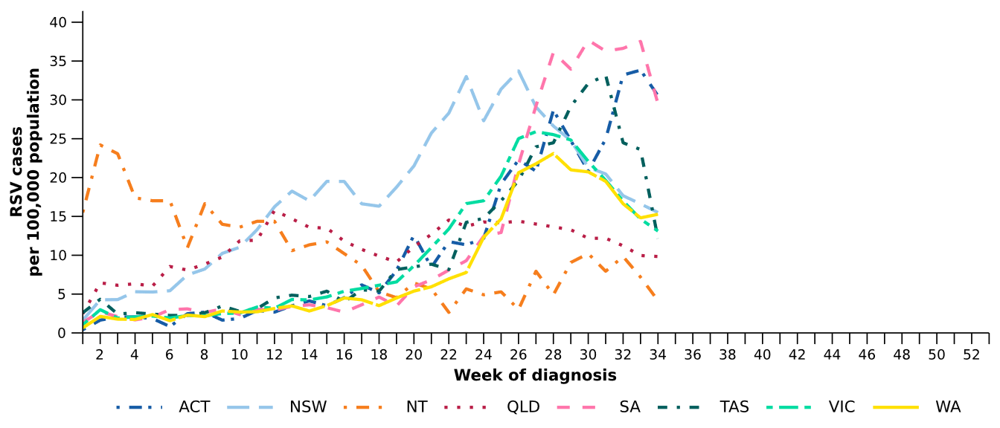 RSV cases
per 100,000 population
40
35
30
25
20
15
10
5
0
2 4 6 8 10 12 14 16 18 20 22 24 26 28 30 32 34 36 38 40 42 44 46 48 50 52
Week of diagnosis
ACT NSW NT QLD SA TAS VIC WA